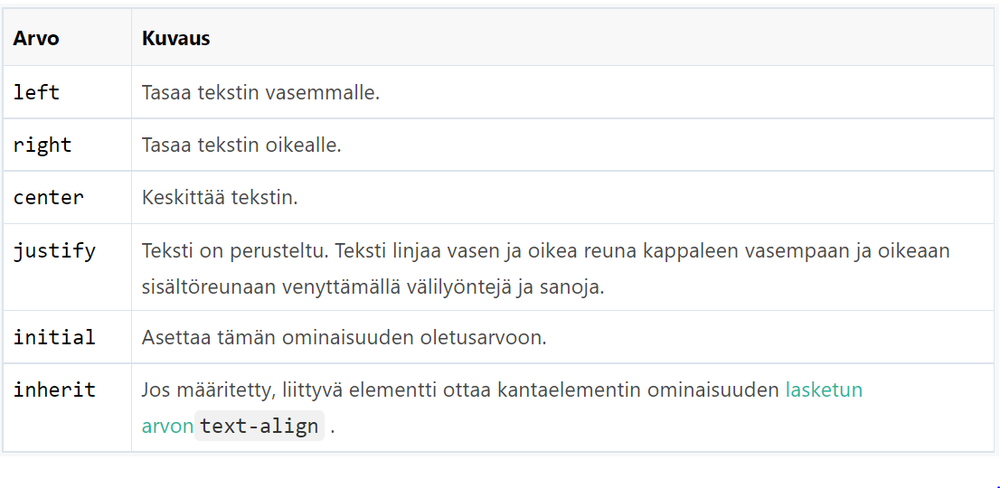 Arvo Kuvaus
left Tasaa tekstin vasemmalle.
right Tasaa tekstin oikealle.
center Keskittää tekstin.
justify Teksti on perusteltu. Teksti linjaa vasen ja oikea reuna kappaleen vasempaan ja oikeaan
sisältöreunaan venyttämällä välilyöntejä ja sanoja.
initial Asettaa tämän ominaisuuden oletusarvoon.
inherit Jos määritetty, liittyvä elementti ottaa kantaelementin ominaisuuden lasketun
arvon text-align .